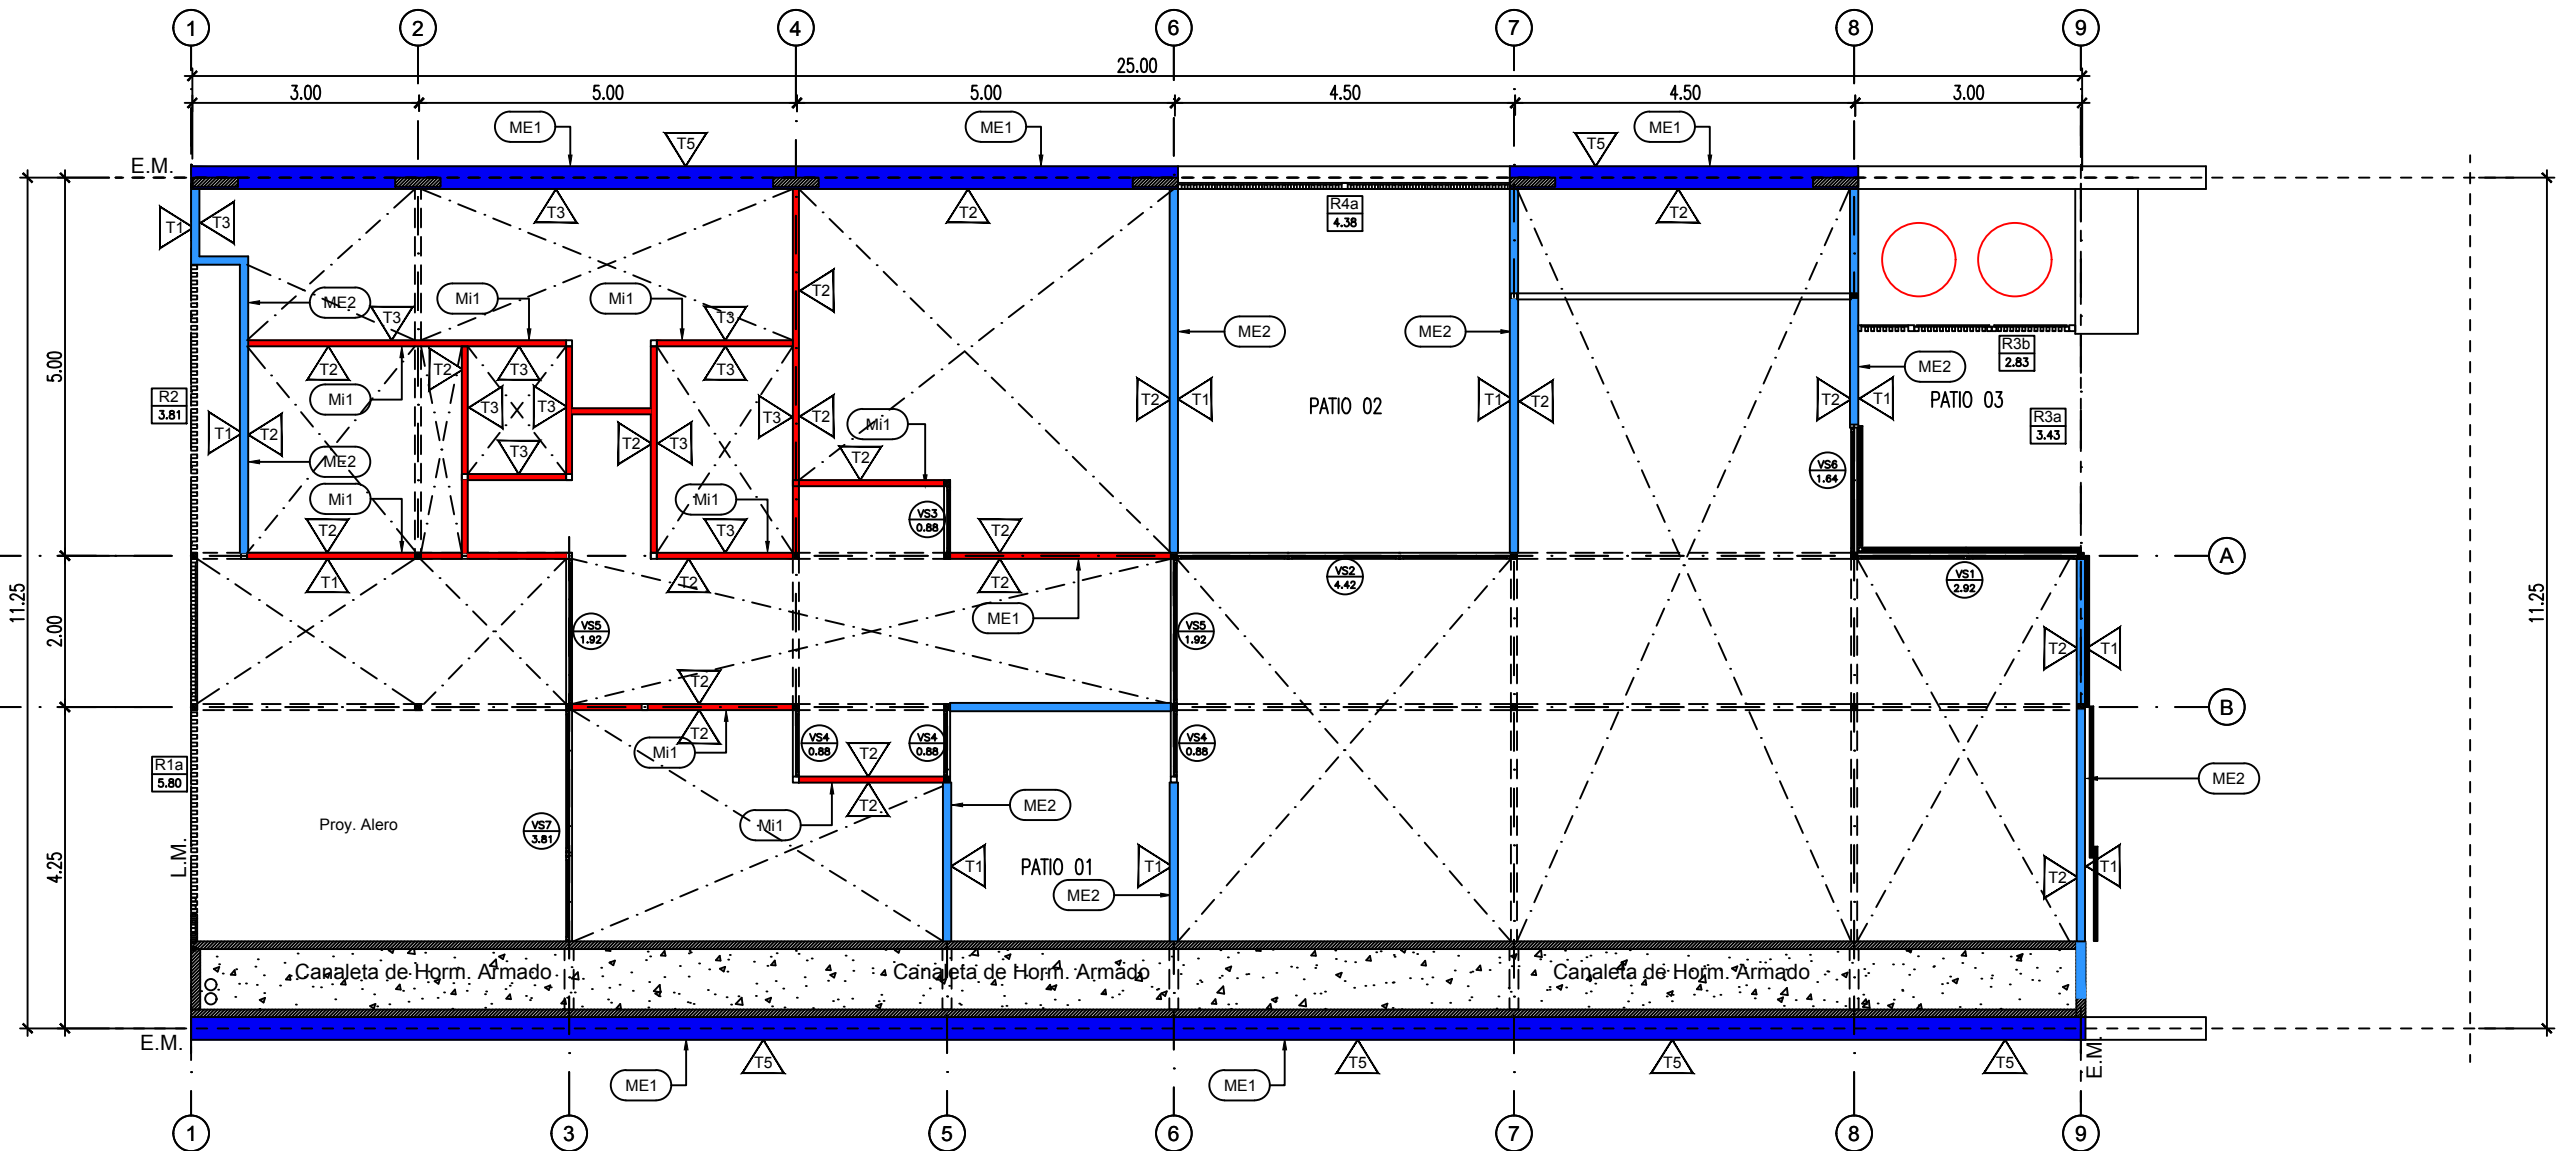 1 2 4 6 7 8 9
25.00
3.00 5.00 5.00 4.50 4.50 3.00
ME1 T5 ME1 T5 ME1
E.M.
T1 T3 T3 T2 R4a T2
4.38
ME2 Mi1 Mi1 T2
T3 T3 ME2 ME2 R3b
2.83
5.00 T2 T2 T3 T3 ME2
R2 Mi1 T3 T3 T3 T2 T2 T1 T1 T2 T2 T1
3.81
PATIO 02 PATIO 03
T1 T2 T2 T3 Mi1 R3a
3.43
ME2 T3 T2 VS6
1.64
Mi1 Mi1
T2 T3 VS3 T2
0.88
A
T1 T2 T2 VS2 VS1
4.42 2.92
11.25 11.25
2.00 ME1
VS5 VS5
1.92 1.92
T2 T1
T2
B
T2 VS4 VS4 VS4
0.88 0.88 0.88
Mi1 T2
R1a ME2
5.80
T2 ME2
Proy. Alero VS7 Mi1
3.81
L.M.
4.25 T1 PATIO 01 T1 T2 T1
ME2
Canaleta de Horm. Armado Canaleta de Horm. Armado Canaleta de Horm. Armado
E.M. E.M.
T5 T5 T5 T5
ME1 ME1
1 3 5 6 7 8 9